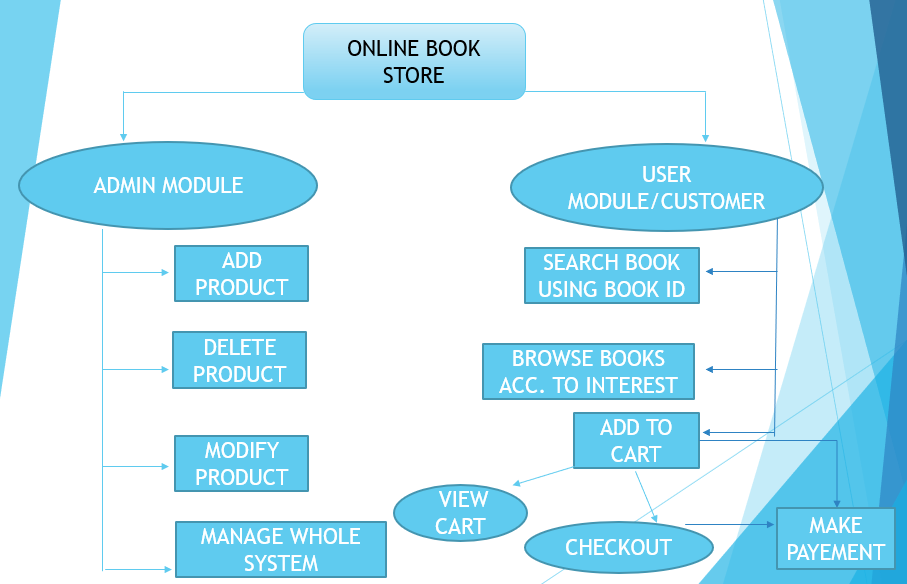 ONLINE BOOK
STORE
ADMIN MODULE
USER
MODULE/CUSTOMER
ADD
PRODUCT
DELETE
PRODUCT
MODIFY
PRODUCT
MANAGE WHOLE
SYSTEM
SEARCH BOOK
USING BOOK ID
BROWSE BOOKS
ACC. TO INTEREST
ADD TO
CART
VIEW
CART
CHECKOUT
MAKE
PAYEMENT